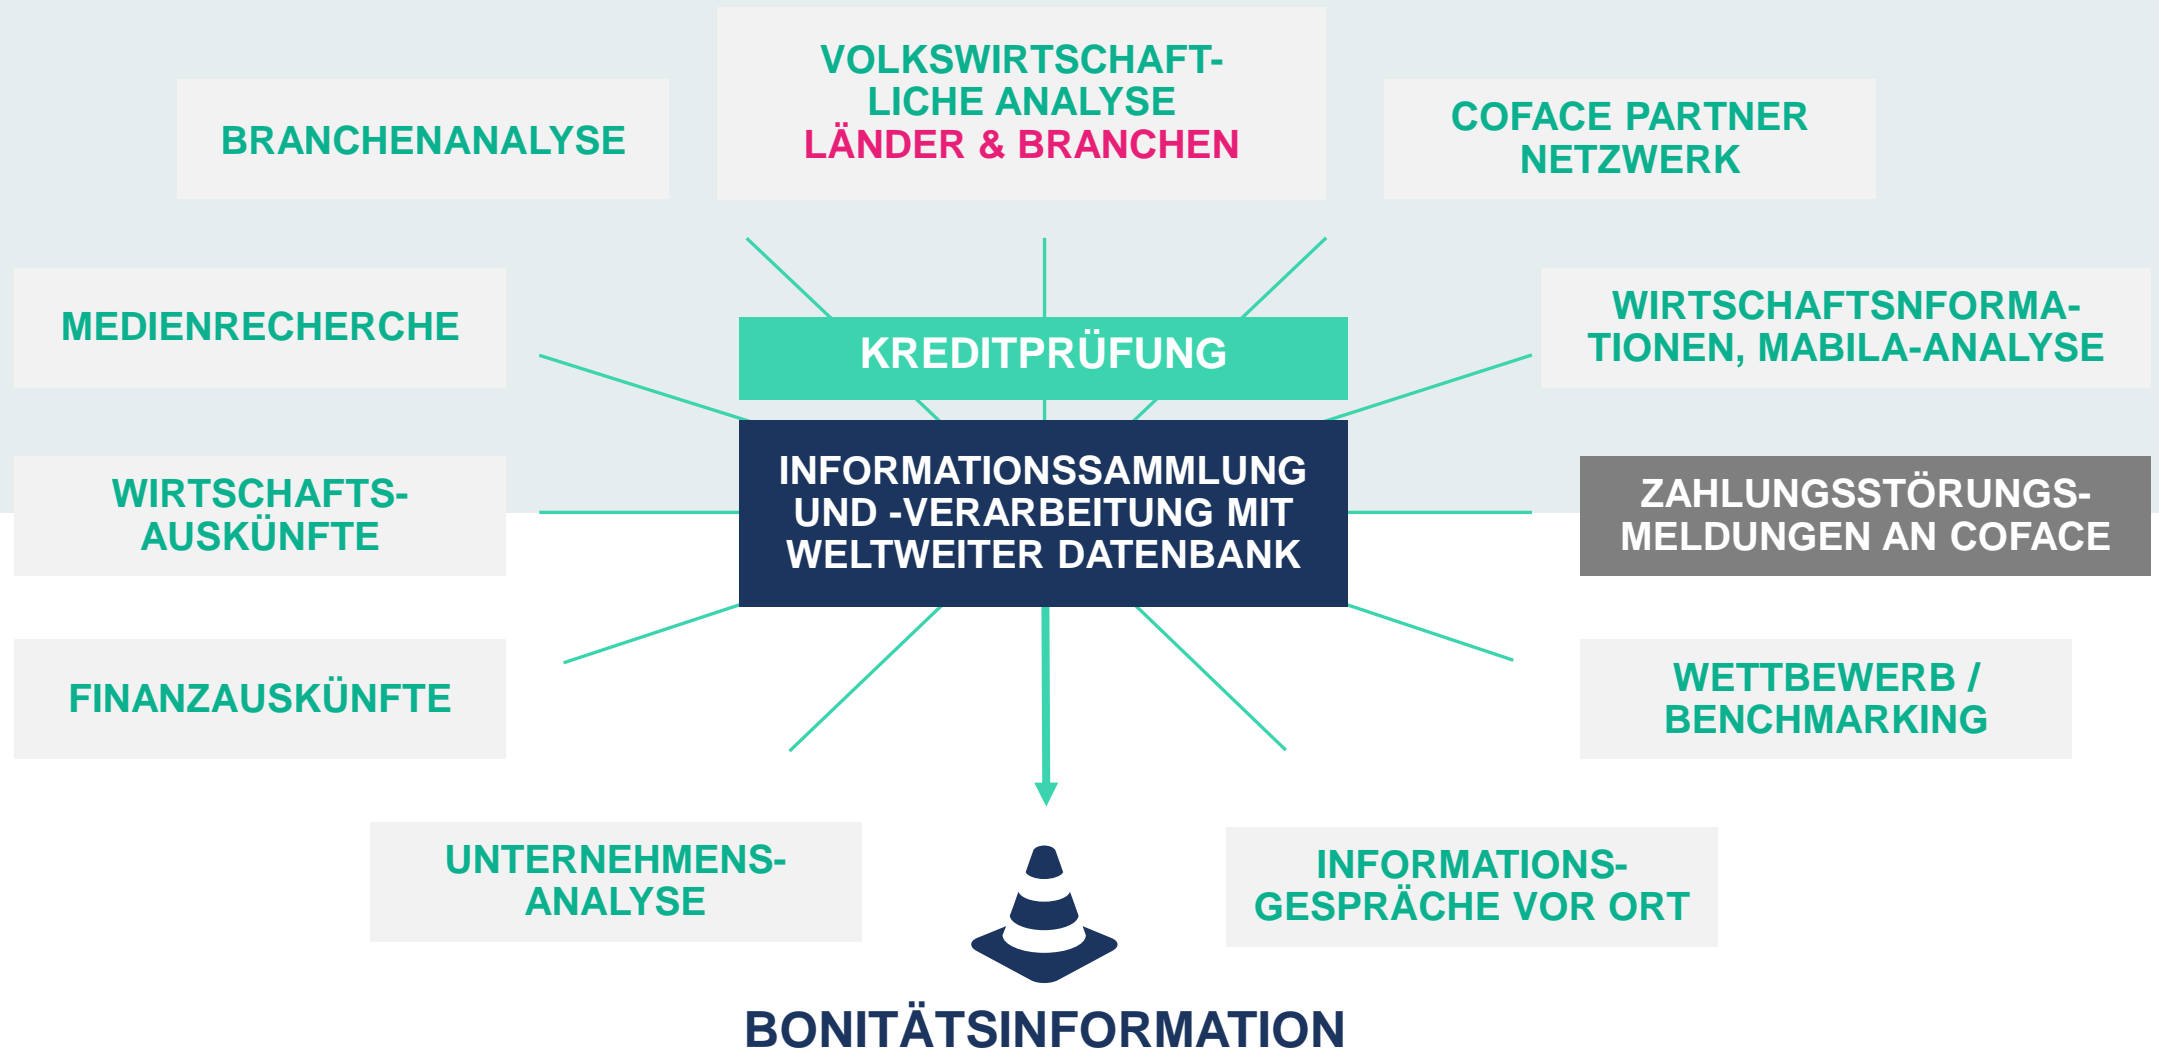 VOLKSWIRTSCHAFT-
LICHE ANALYSE
LÄNDER & BRANCHEN
BRANCHENANALYSE
COFACE PARTNER
NETZWERK
MEDIENRECHERCHE
WIRTSCHAFTSNFORMA-
TIONEN, MABILA-ANALYSE
KREDITPRÜFUNG
INFORMATIONSSAMMLUNG
UND -VERARBEITUNG MIT
WELTWEITER DATENBANK
WIRTSCHAFTS-
AUSKÜNFTE
ZAHLUNGSSTÖRUNGS-
MELDUNGEN AN COFACE
FINANZAUSKÜNFTE
WETTBEWERB /
BENCHMARKING
UNTERNEHMENS-
ANALYSE
INFORMATIONS-
GESPRÄCHE VOR ORT
BONITÄTSINFORMATION